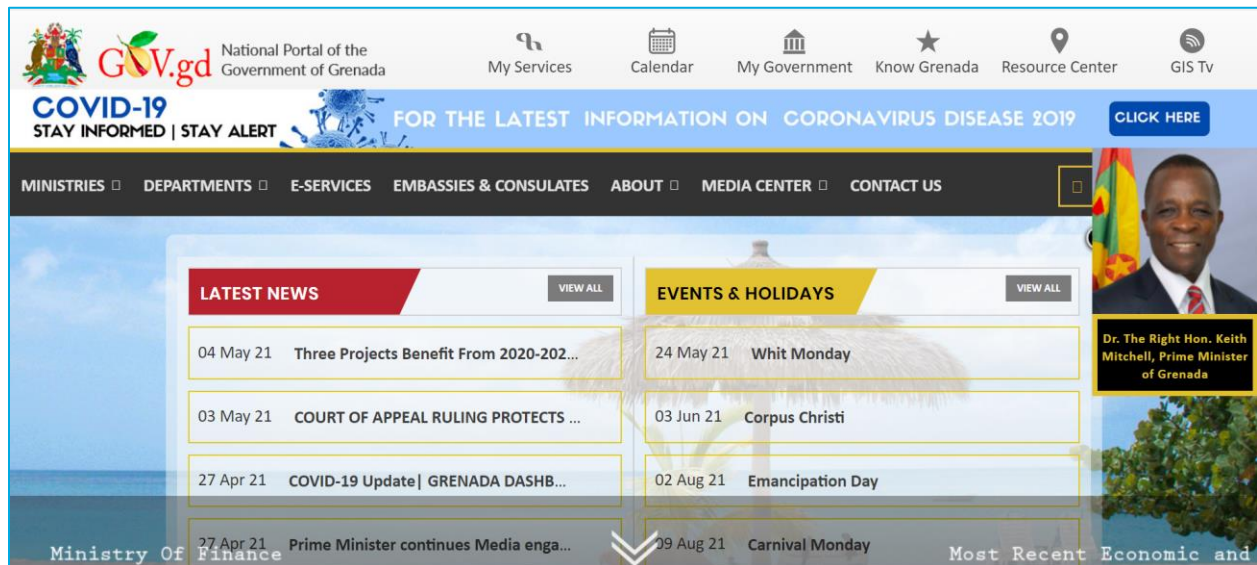 GOV.gd
National Portal of the
Government of Grenada
My Services
Calendar
My Government
Know Grenada
Resource Center
GIS Tv
COVID-19
STAY INFORMED | STAY ALERT
FOR THE LATEST INFORMATION ON CORONAVIRUS DISEASE 2019
CLICK HERE
MINISTRIES
DEPARTMENTS
E-SERVICES
EMBASSIES & CONSULATES
ABOUT
MEDIA CENTER
CONTACT US
LATEST NEWS
VIEW ALL
04 May 21 Three Projects Benefit From 2020-202...
03 May 21 COURT OF APPEAL RULING PROTECTS ...
27 Apr 21 COVID-19 Update| GRENADA DASHB...
27 Apr 21 Prime Minister continues Media enga...
EVENTS & HOLIDAYS
VIEW ALL
24 May 21 Whit Monday
03 Jun 21 Corpus Christi
02 Aug 21 Emancipation Day
09 Aug 21 Carnival Monday
Dr. The Right Hon. Keith
Mitchell, Prime Minister
of Grenada
Ministry Of Finance
Most Recent Economic and